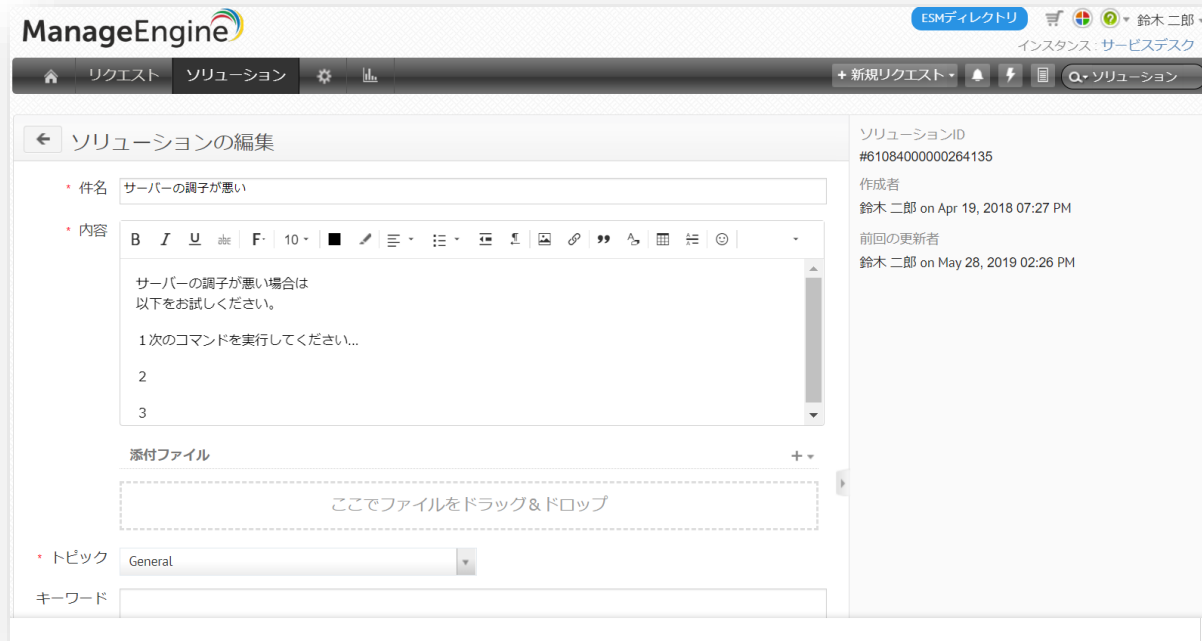 ManageEngine
ESMディレクトリ
鈴木 二郎
インスタンス : サービスデスク
リクエスト ソリューション
+ 新規リクエスト
ソリューション
ソリューションの編集
* 件名 サーバーの調子が悪い
* 内容
B I U abc F 10
サーバーの調子が悪い場合は
以下をお試しください。
1 次のコマンドを実行してください...
2
3
添付ファイル
ここでファイルをドラッグ&ドロップ
* トピック General
キーワード
ソリューションID
#61084000000264135
作成者
鈴木 二郎 on Apr 19, 2018 07:27 PM
前回の更新者
鈴木 二郎 on May 28, 2019 02:26 PM